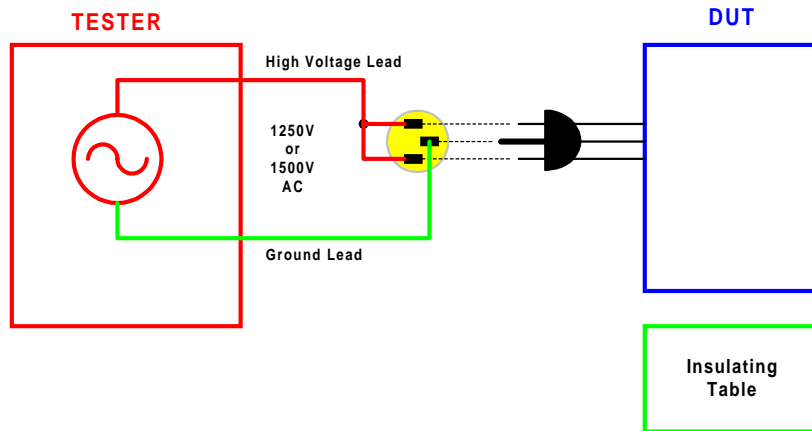 TESTER
DUT
High Voltage Lead
1250V
or
1500V
AC
Ground Lead
Insulating
Table